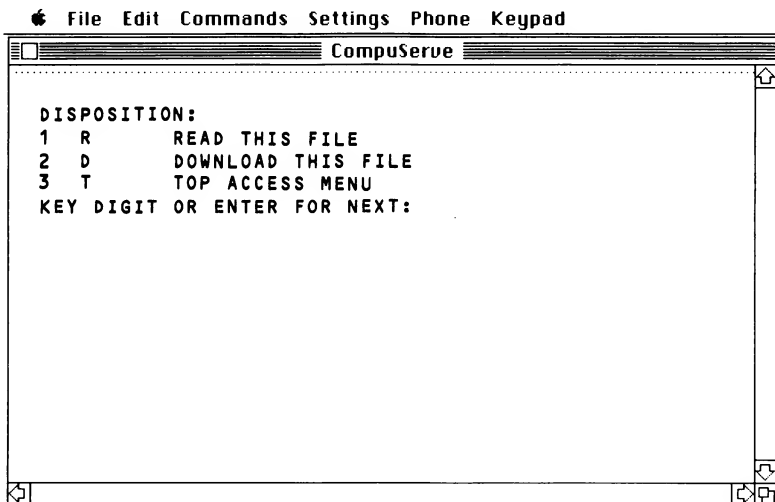 File Edit Commands Settings Phone Keypad
CompuServe
DISPOSITION:
1 R READ THIS FILE
2 D DOWNLOAD THIS FILE
3 T TOP ACCESS MENU
KEY DIGIT OR ENTER FOR NEXT: